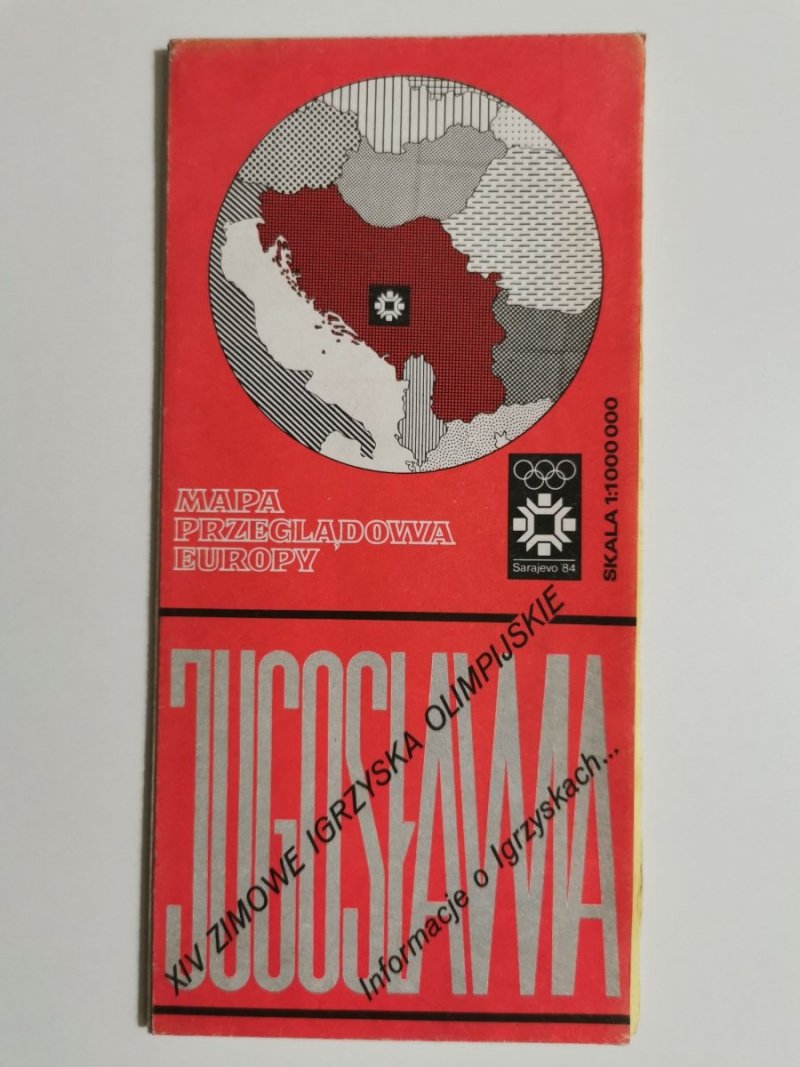 MAPA
PRZEGLĄDOWA
EUROPY
Sarajevo '84
SKALA 1:1000000
JUGOSŁAWIA
XIV ZIMOWE IGRZYSKA OLIMPIJSKIE
Informacje o Igrzyskach...